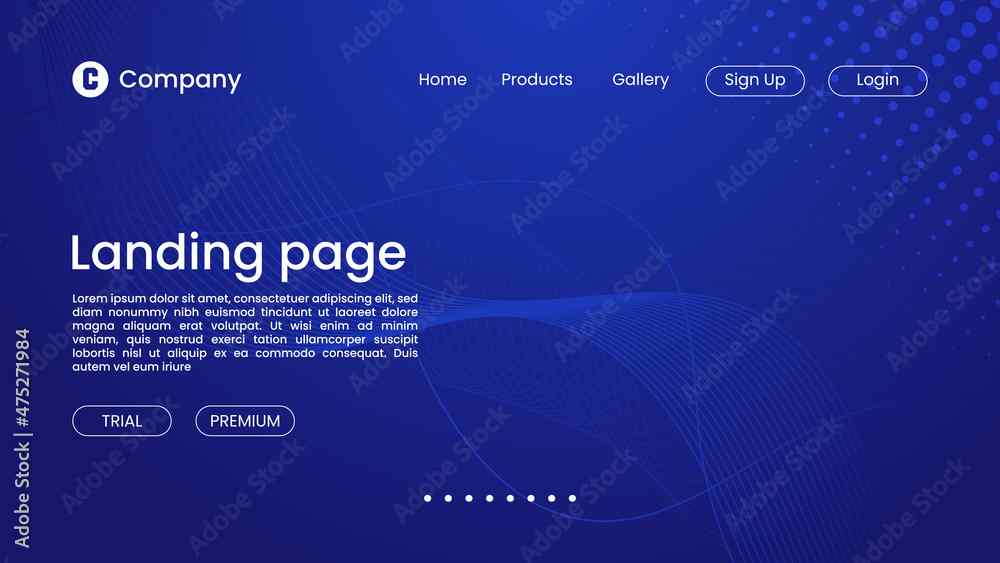 C Company
Home Products Gallery Sign Up Login
Landing page
Lorem ipsum dolor sit amet, consectetuer adipiscing elit, sed
diam nonummy nibh euismod tincidunt ut laoreet dolore
magna aliquam erat volutpat. Ut wisi enim ad minim
veniam, quis nostrud exerci tation ullamcorper suscipit
lobortis nisl ut aliquip ex ea commodo consequat. Duis
autem vel eum iriure
TRIAL PREMIUM
Adobe Stock | #475271984
Adobe Stock